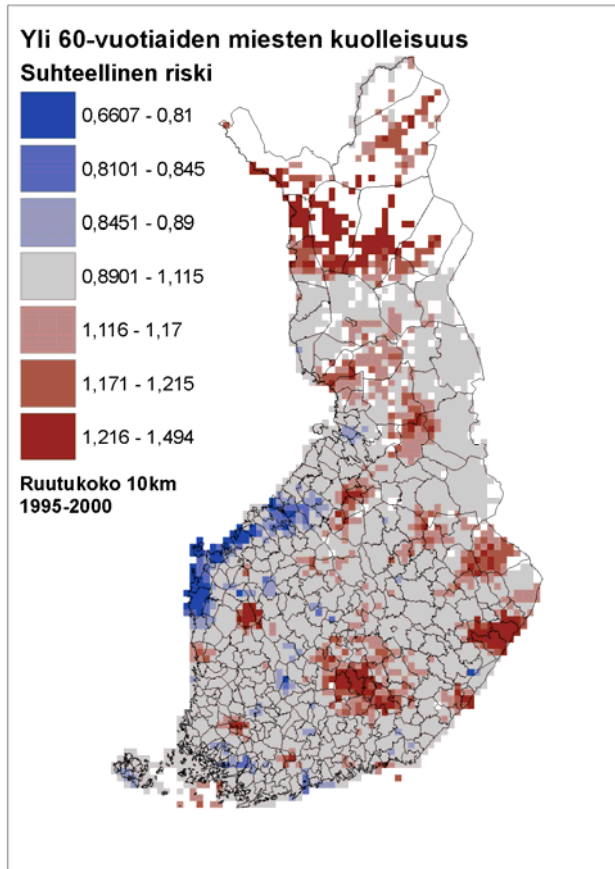 Yli 60-vuotiaiden miesten kuolleisuus
Suhteellinen riski
0,6607 - 0,81
0,8101 - 0,845
0,8451 - 0,89
0,8901 - 1,115
1,116 - 1,17
1,171 - 1,215
1,216 - 1,494
Ruutukoko 10km
1995-2000